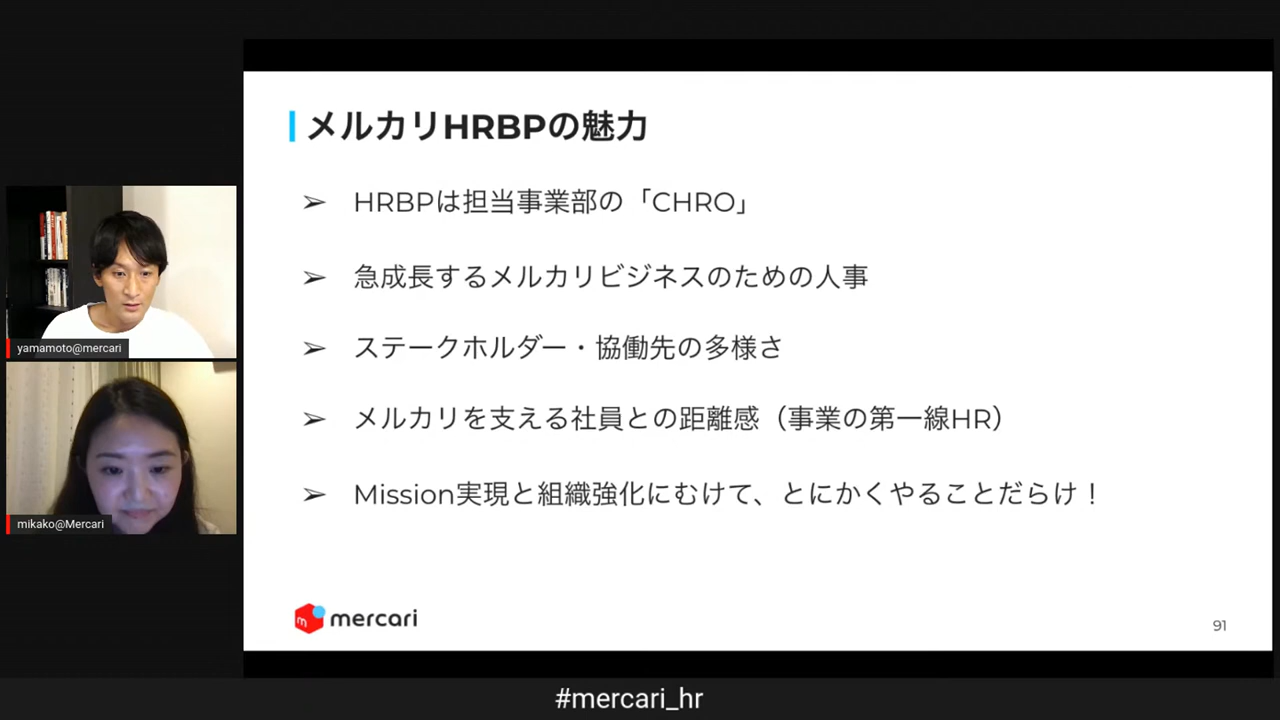 メルカリHRBPの魅力
➢ HRBPは担当事業部の「CHRO」
➢ 急成長するメルカリビジネスのための人事
➢ ステークホルダー・協働先の多様さ
➢ メルカリを支える社員との距離感（事業の第一線HR）
➢ Mission実現と組織強化にむけて、とにかくやることだらけ！
yamamoto@mercari
mikako@Mercari
m mercari
91
#mercari_hr